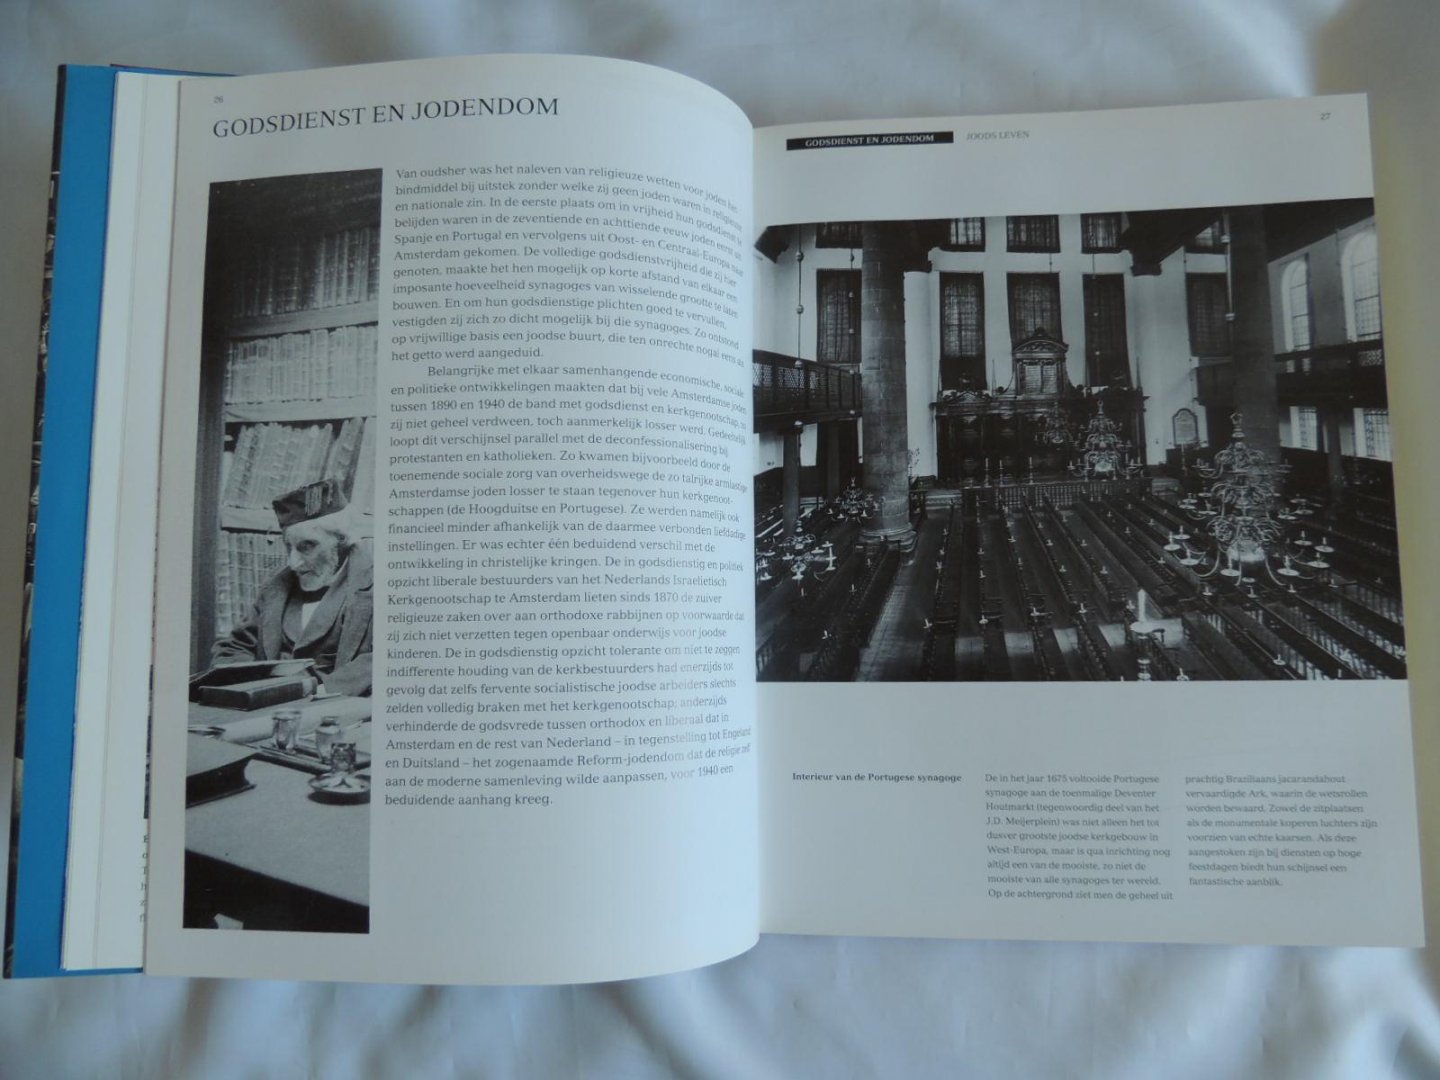 26
GODSDIENST EN JODENDOM
Van oudsher was het naleven van religieuze wetten voor joden het
bindmiddel bij uitstek zonder welke zij geen joden waren in religieuze
en nationale zin. In de eerste plaats om in vrijheid hun godsdienst te
belijden waren in de zeventiende en achttiende eeuw joden eerst uit
Spanje en Portugal en vervolgens uit Oost- en Centraal-Europa naar
Amsterdam gekomen. De volledige godsdienstvrijheid die zij hier
genoten, maakte het hen mogelijk op korte afstand van elkaar een
imposante hoeveelheid synagoges van wisselende grootte te laten
bouwen. En om hun godsdienstige plichten goed te vervullen,
vestigden zij zich zo dicht mogelijk bij die synagoges. Zo ontstond
op vrijwillige basis een joodse buurt, die ten onrechte nogal eens als
het getto werd aangeduid.
Belangrijke met elkaar samenhangende economische, sociale
en politieke ontwikkelingen maakten dat bij vele Amsterdamse joden
tussen 1890 en 1940 de band met godsdienst en kerkgenootschap, zo
zij niet geheel verdween, toch aanmerkelijk losser werd. Gedeeltelijk
loopt dit verschijnsel parallel met de deconfessionalisering bij
protestanten en katholieken. Zo kwamen bijvoorbeeld door de
toenemende sociale zorg van overheidswege de zo talrijke armlastige
Amsterdamse joden losser te staan tegenover hun kerkgenoot-
schappen (de Hoogduitse en Portugese). Ze werden namelijk ook
financieel minder afhankelijk van de daarmee verbonden liefdadige
instellingen. Er was echter één beduidend verschil met de
ontwikkeling in christelijke kringen. De in godsdienstig en politiek
opzicht liberale bestuurders van het Nederlands Israelietisch
Kerkgenootschap te Amsterdam lieten sinds 1870 de zuiver
religieuze zaken over aan orthodoxe rabbijnen op voorwaarde dat
zij zich niet verzetten tegen openbaar onderwijs voor joodse
kinderen. De in godsdienstig opzicht tolerante om niet te zeggen
indifferente houding van de kerkbestuurders had enerzijds tot
gevolg dat zelfs fervente socialistische joodse arbeiders slechts
zelden volledig braken met het kerkgenootschap; anderzijds
verhinderde de godsvrede tussen orthodox en liberaal dat in
Amsterdam en de rest van Nederland – in tegenstelling tot Engeland
en Duitsland – het zogenaamde Reform-jodendom dat de religie zelf
aan de moderne samenleving wilde aanpassen, voor 1940 een
beduidende aanhang kreeg.
GODSDIENST EN JODENDOM JOODS LEVEN
27
Interieur van de Portugese synagoge
De in het jaar 1675 voltooide Portugese
synagoge aan de toenmalige Deventer
Houtmarkt (tegenwoordig deel van het
J.D. Meijerplein) was niet alleen het tot
dusver grootste joodse kerkgebouw in
West-Europa, maar is qua inrichting nog
altijd een van de mooiste, zo niet de
mooiste van alle synagoges ter wereld.
Op de achtergrond ziet men de geheel uit
prachtig Braziliaans jacarandahout
vervaardigde Ark, waarin de wetsrollen
worden bewaard. Zowel de zitplaatsen
als de monumentale koperen luchters zijn
voorzien van echte kaarsen. Als deze
aangestoken zijn bij diensten op hoge
feestdagen biedt hun schijnsel een
fantastische aanblik.